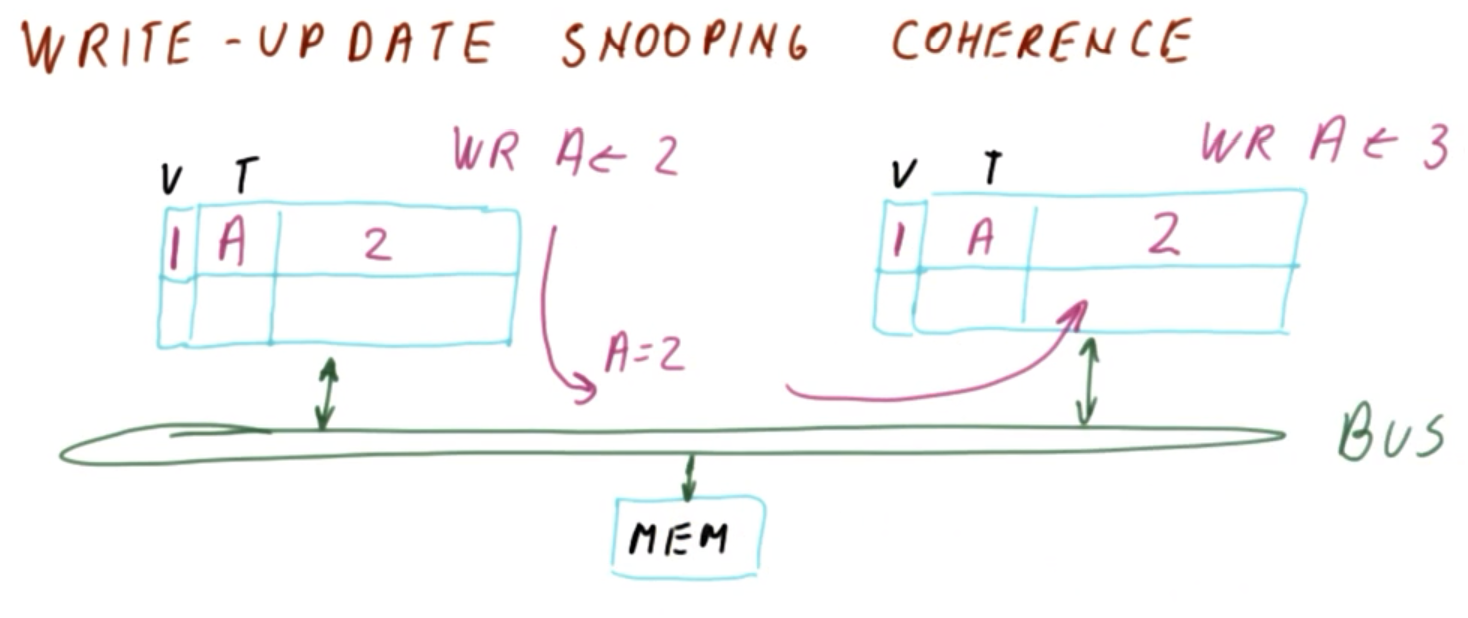 WRITE-UPDATE SNOOPING COHERENCE
WR A← 2
WR A ← 3
V T
V T
1 A 2
1 A 2
A=2
BUS
MEM